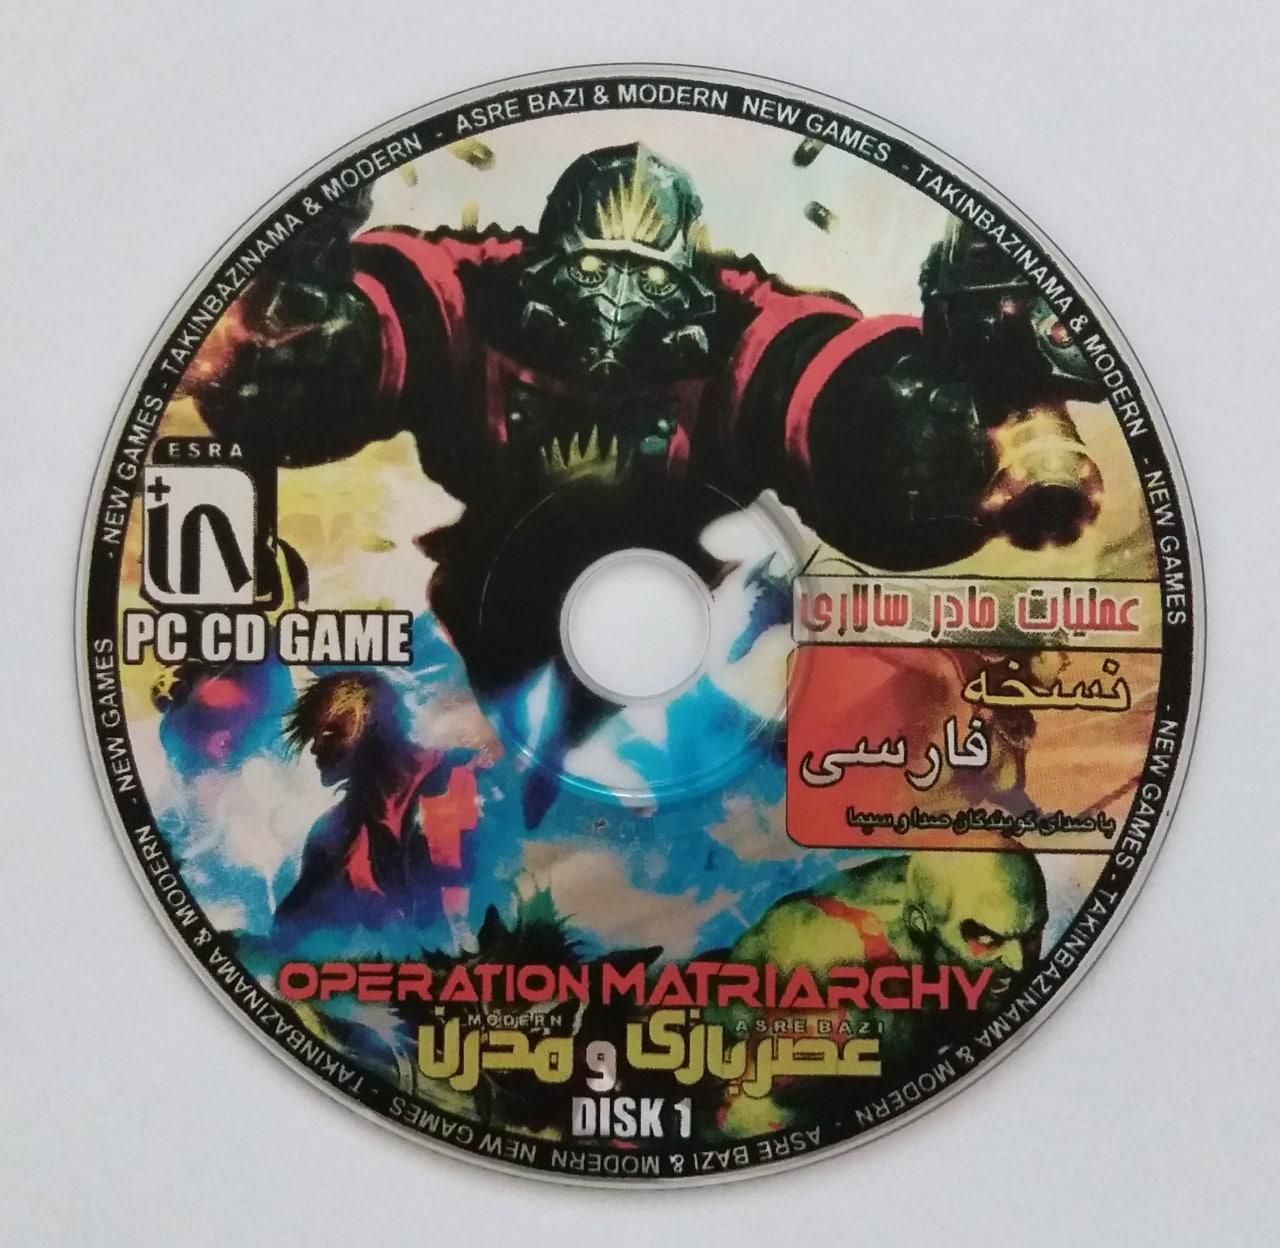 ASRE BAZI & MODERN NEW GAMES - TAKINBAZINAMA & MODERN - NEW GAMES - NEW GAMES - TAKINBAZINAMA & MODERN - ASRE BAZI & MODERN NEW GAMES - TAKINBAZINAMA & MODERN - NEW GAMES - NEW GAMES - TAKINBAZINAMA & MODERN -
ESRA
+
PC CD GAME
عملیات مادر سالاری
نسخه
فارسی
با صدای گویندگان صدا و سیما
OPERATION MATRIARCHY
MODERN ASRE BAZI
عصر بازی و مدرن
DISK 1